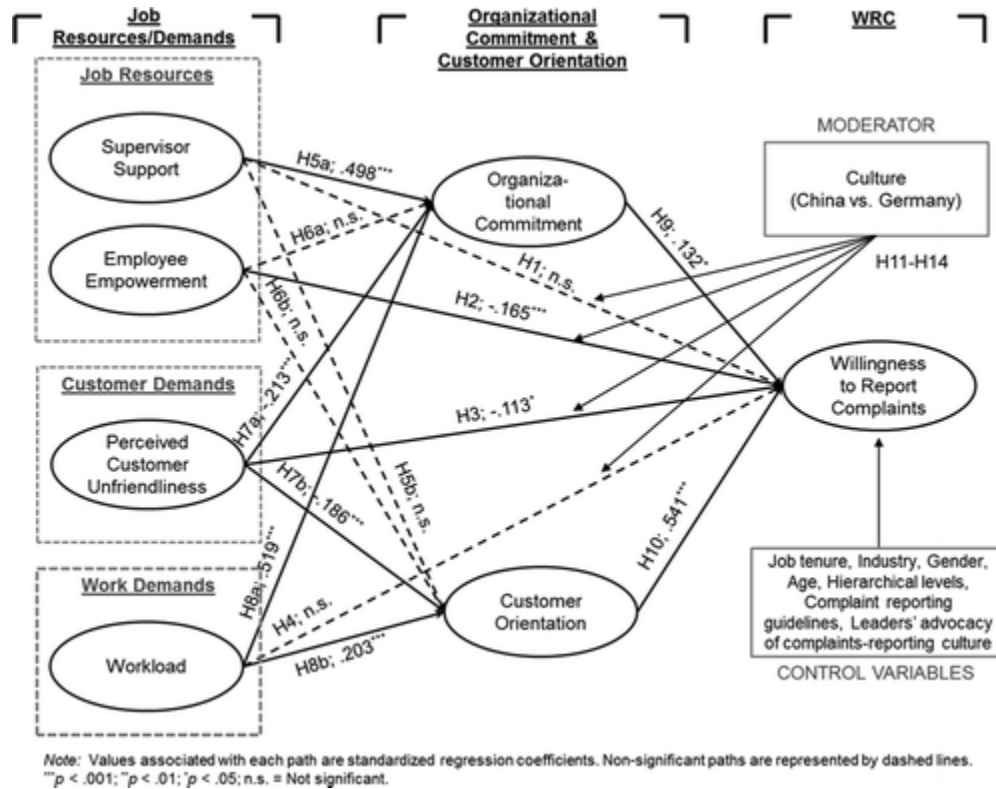 Job
Resources/Demands
Organizational
Commitment &
Customer Orientation
WRC
Job Resources
Supervisor
Support
Employee
Empowerment
Customer Demands
Perceived
Customer
Unfriendliness
Work Demands
Workload
H5a; .498***
H6a; n.s.
H1; n.s.
H2; -.165***
H6b; n.s.
H7a; -.213***
H3; -.113*
H7b; -.186***
H5b; n.s.
H8a; .519***
H4; n.s.
H8b; .203***
H9; .132*
H10; .541***
Organiza-
tional
Commitment
Customer
Orientation
MODERATOR
Culture
(China vs. Germany)
H11-H14
Willingness
to Report
Complaints
Job tenure, Industry, Gender,
Age, Hierarchical levels,
Complaint reporting
guidelines, Leaders' advocacy
of complaints-reporting culture
CONTROL VARIABLES
Note: Values associated with each path are standardized regression coefficients. Non-significant paths are represented by dashed lines.
***p < .001; **p < .01; *p < .05; n.s. = Not significant.